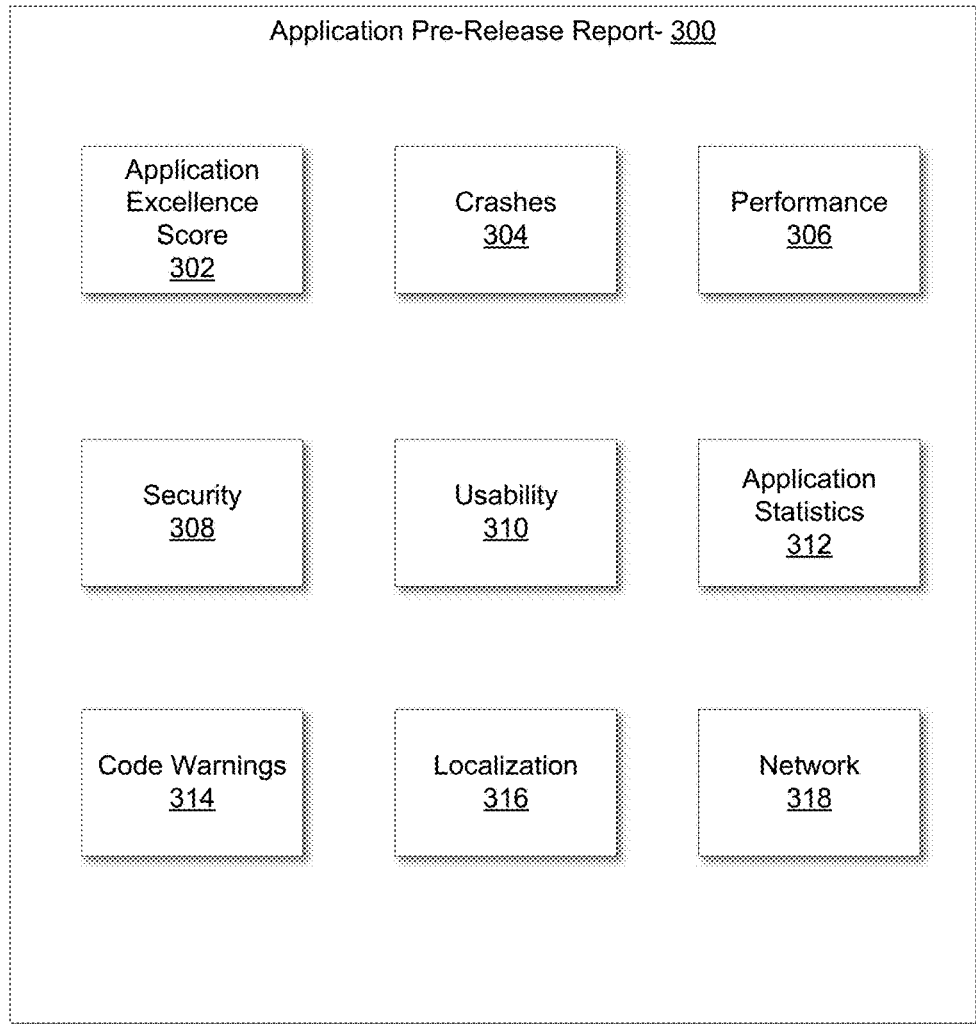 Application Pre-Release Report- 300
Application
Excellence
Score
302
Crashes
304
Performance
306
Security
308
Usability
310
Application
Statistics
312
Code Warnings
314
Localization
316
Network
318